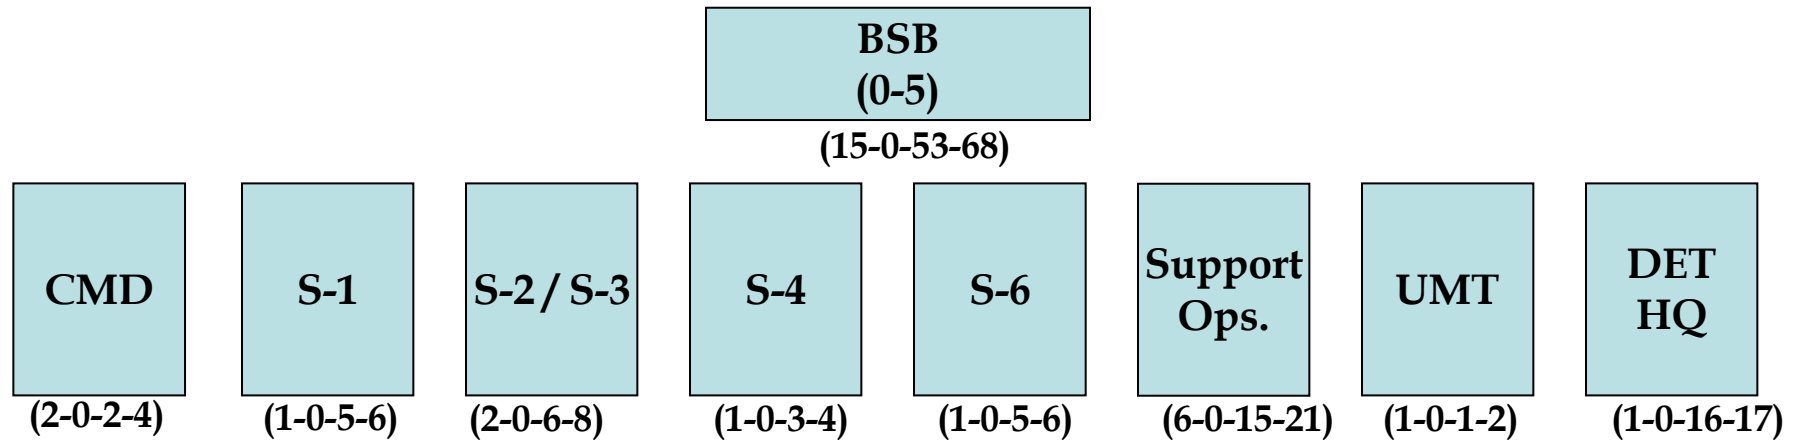 BSB
(0-5)
(15-0-53-68)
CMD
S-1
S-2 / S-3
S-4
S-6
Support
Ops.
UMT
DET
HQ
(2-0-2-4)
(1-0-5-6)
(2-0-6-8)
(1-0-3-4)
(1-0-5-6)
(6-0-15-21)
(1-0-1-2)
(1-0-16-17)